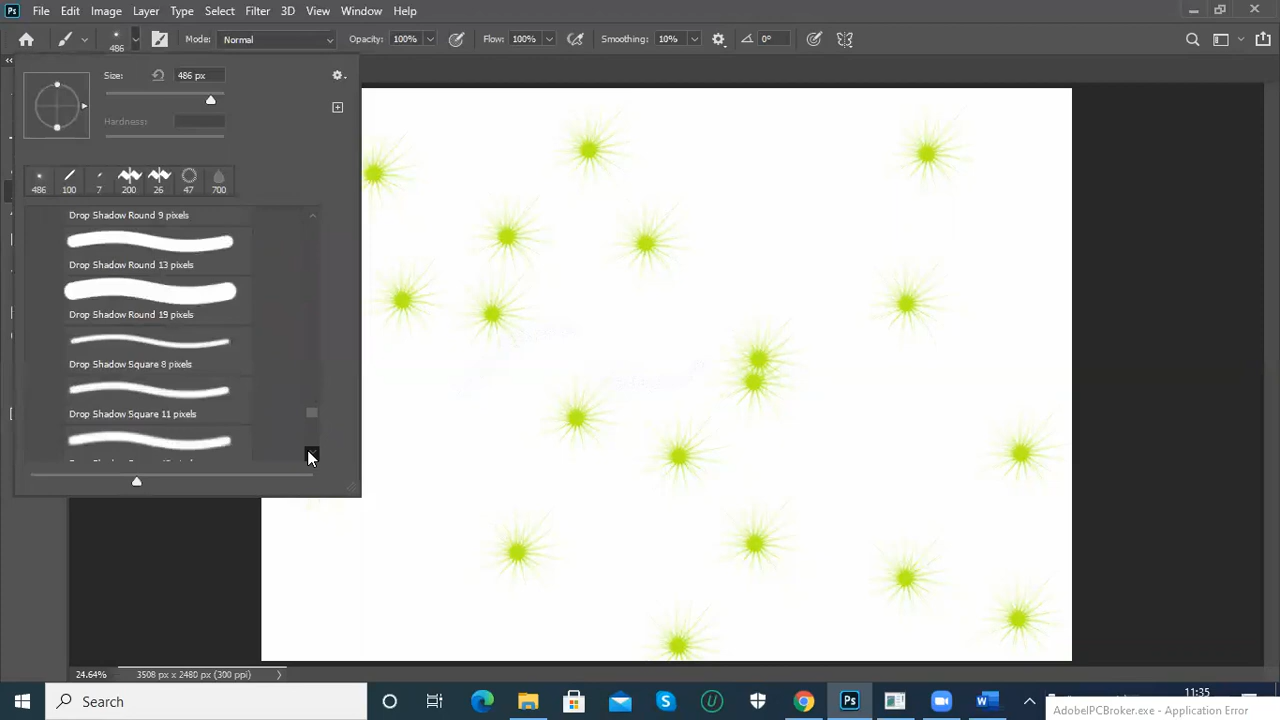 Ps File Edit Image Layer Type Select Filter 3D View Window Help
486 Mode: Normal Opacity: 100% Flow: 100% Smoothing: 10% 0°
Size: 486 px
Hardness:
486 100 7 200 26 47 700
Drop Shadow Round 9 pixels
Drop Shadow Round 13 pixels
Drop Shadow Round 19 pixels
Drop Shadow Square 8 pixels
Drop Shadow Square 11 pixels
24.64% 3508 px x 2480 px (300 ppi)
Search
11:35
AdobeIPCBroker.exe - Application Error